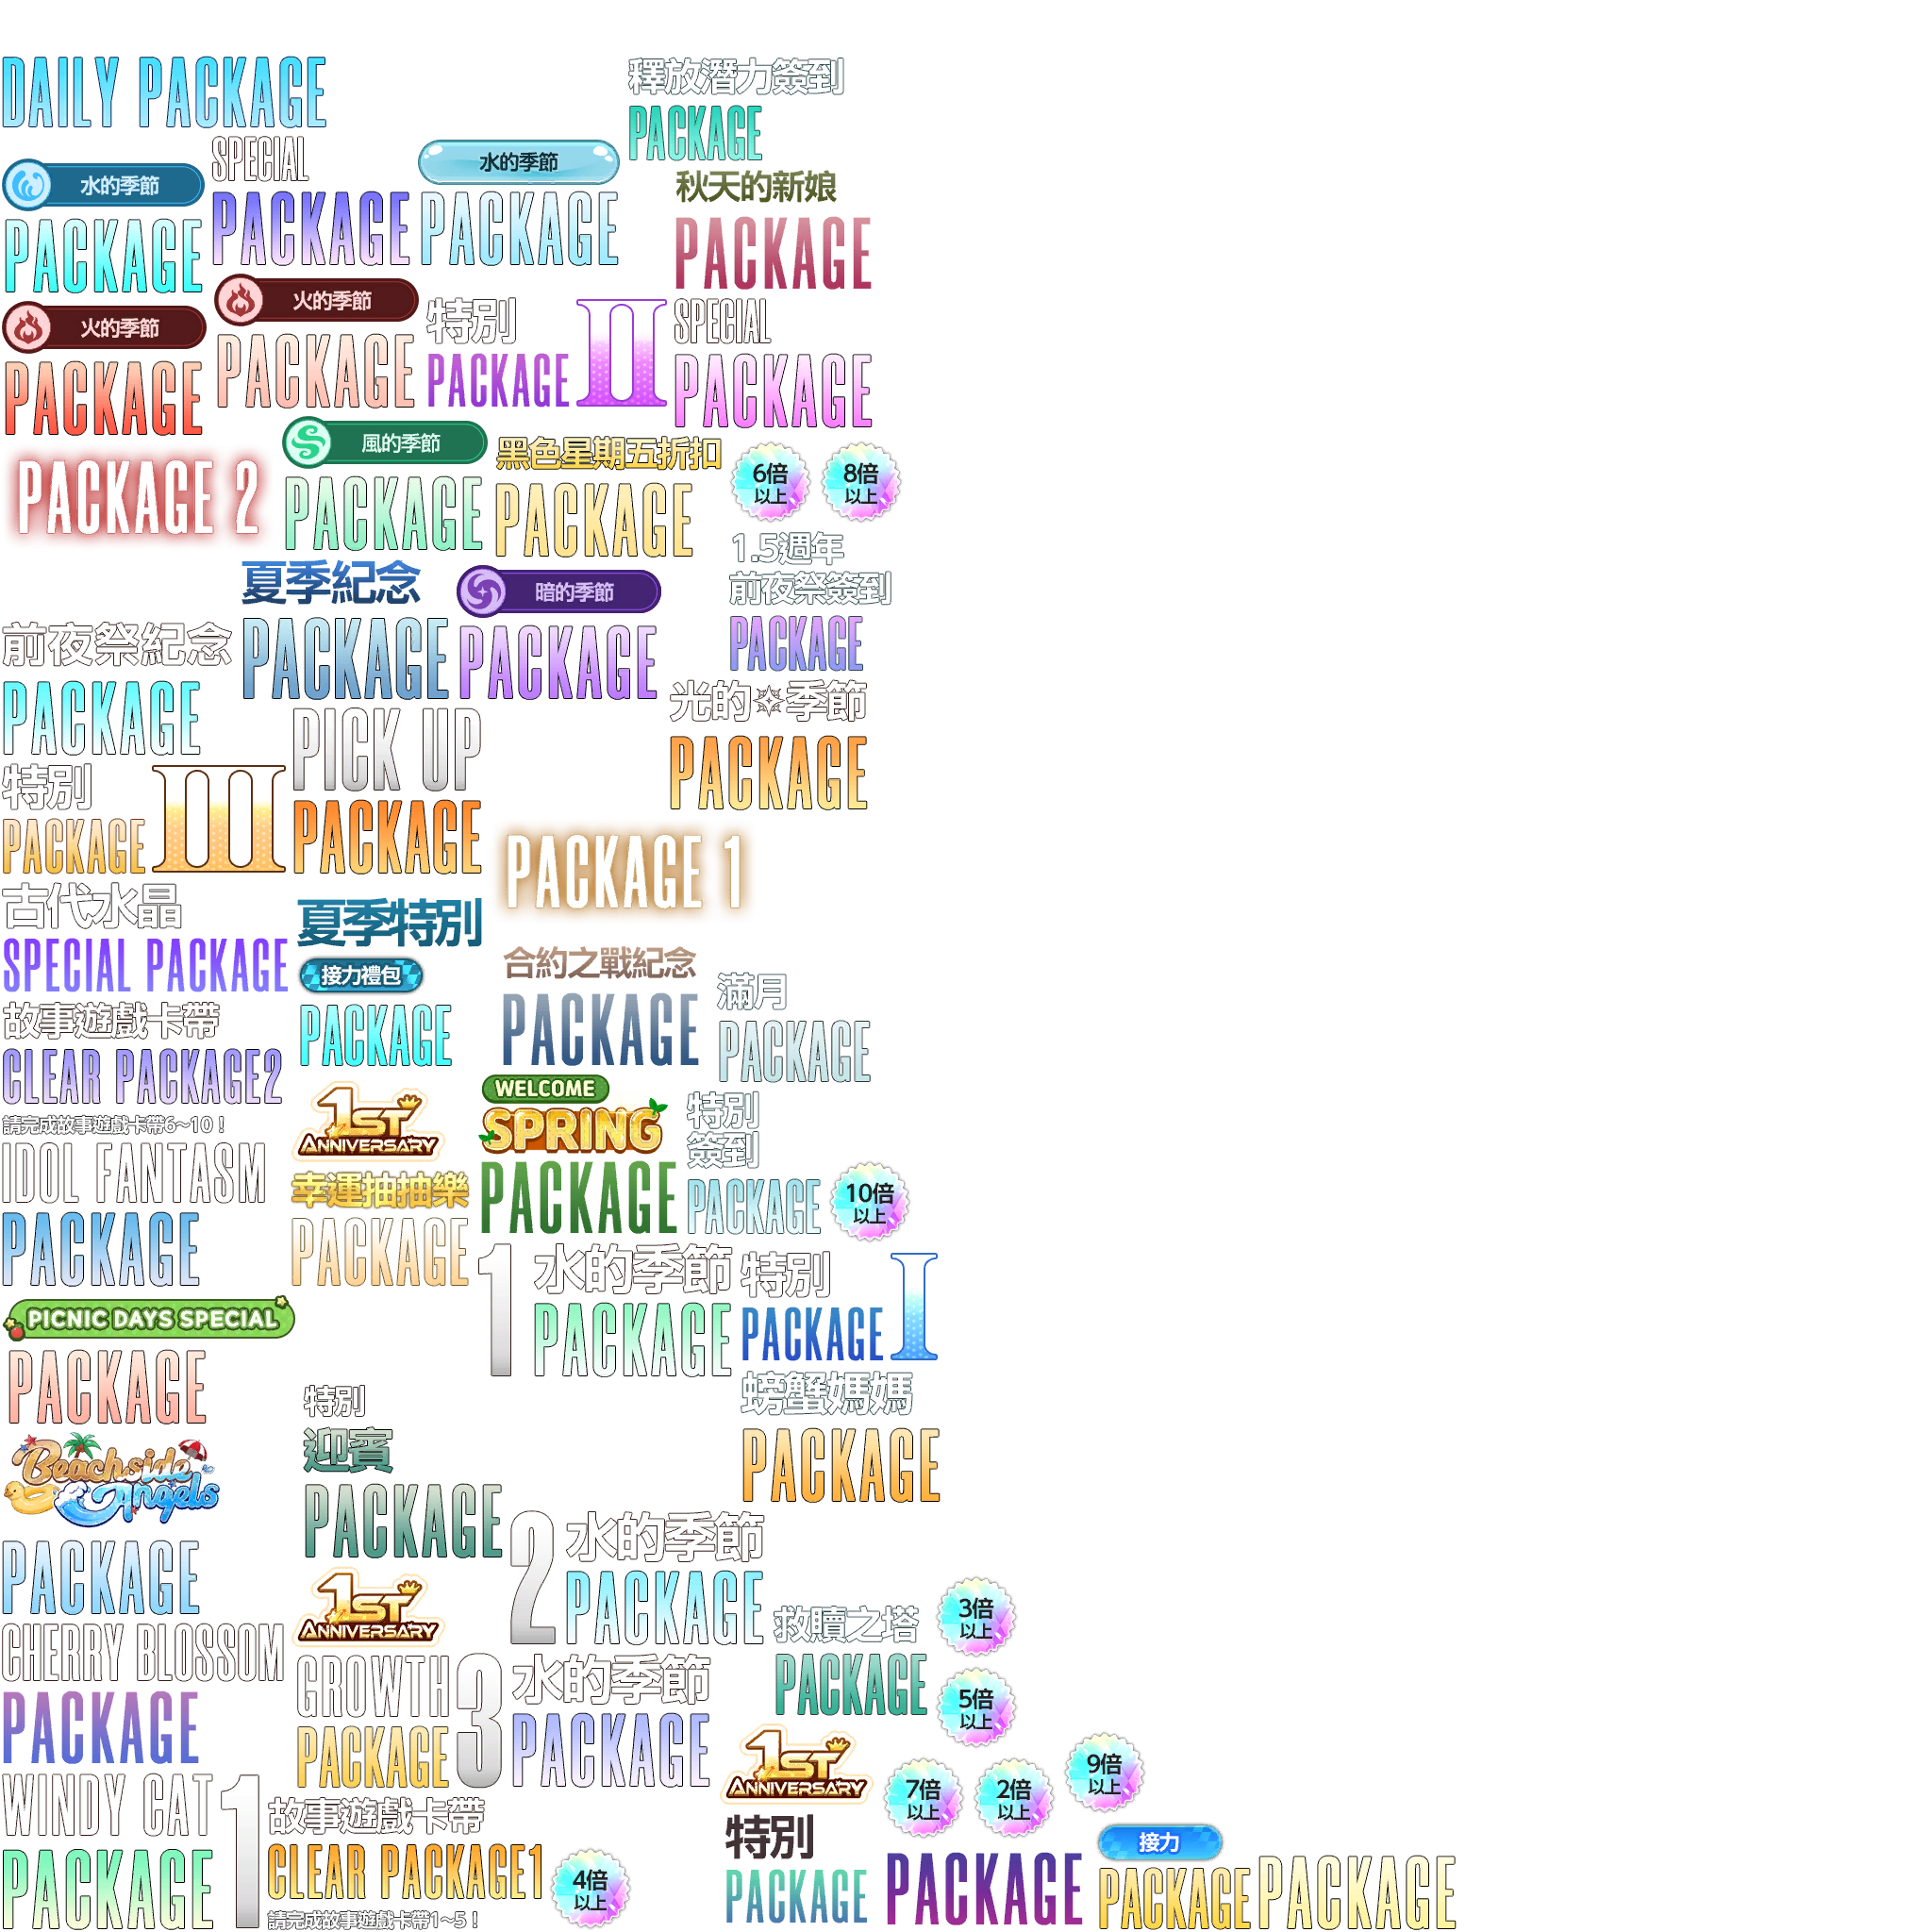 DAILY PACKAGE
釋放潛力簽到
PACKAGE
水的季節
PACKAGE
SPECIAL
PACKAGE
水的季節
PACKAGE
秋天的新娘
PACKAGE
火的季節
PACKAGE
火的季節
PACKAGE
特別
PACKAGE
II
SPECIAL
PACKAGE
PACKAGE 2
風的季節
PACKAGE
黑色星期五折扣
PACKAGE
6倍
以上
8倍
以上
1.5週年
前夜祭簽到
PACKAGE
前夜祭紀念
PACKAGE
夏季紀念
PACKAGE
暗的季節
PACKAGE
光的季節
PACKAGE
特別
PACKAGE
III
PICK UP
PACKAGE
PACKAGE 1
古代水晶
SPECIAL PACKAGE
夏季特別
接力禮包
PACKAGE
合約之戰紀念
PACKAGE
滿月
PACKAGE
故事遊戲卡帶
CLEAR PACKAGE2
請完成故事遊戲卡帶6~10！
1ST
ANNIVERSARY
幸運抽抽樂
PACKAGE
WELCOME
SPRING
PACKAGE
特別
簽到
PACKAGE
10倍
以上
IDOL FANTASM
PACKAGE
1
水的季節
PACKAGE
特別
PACKAGE
I
PICNIC DAYS SPECIAL
PACKAGE
特別
迎賓
PACKAGE
螃蟹媽媽
PACKAGE
Beachside
Angels
PACKAGE
2
水的季節
PACKAGE
1ST
ANNIVERSARY
GROWTH
PACKAGE
3
水的季節
PACKAGE
救贖之塔
PACKAGE
3倍
以上
5倍
以上
CHERRY BLOSSOM
PACKAGE
1ST
ANNIVERSARY
特別
PACKAGE
7倍
以上
2倍
以上
9倍
以上
WINDY CAT
PACKAGE
1
故事遊戲卡帶
CLEAR PACKAGE1
請完成故事遊戲卡帶1~5！
4倍
以上
PACKAGE
接力
PACKAGE
PACKAGE